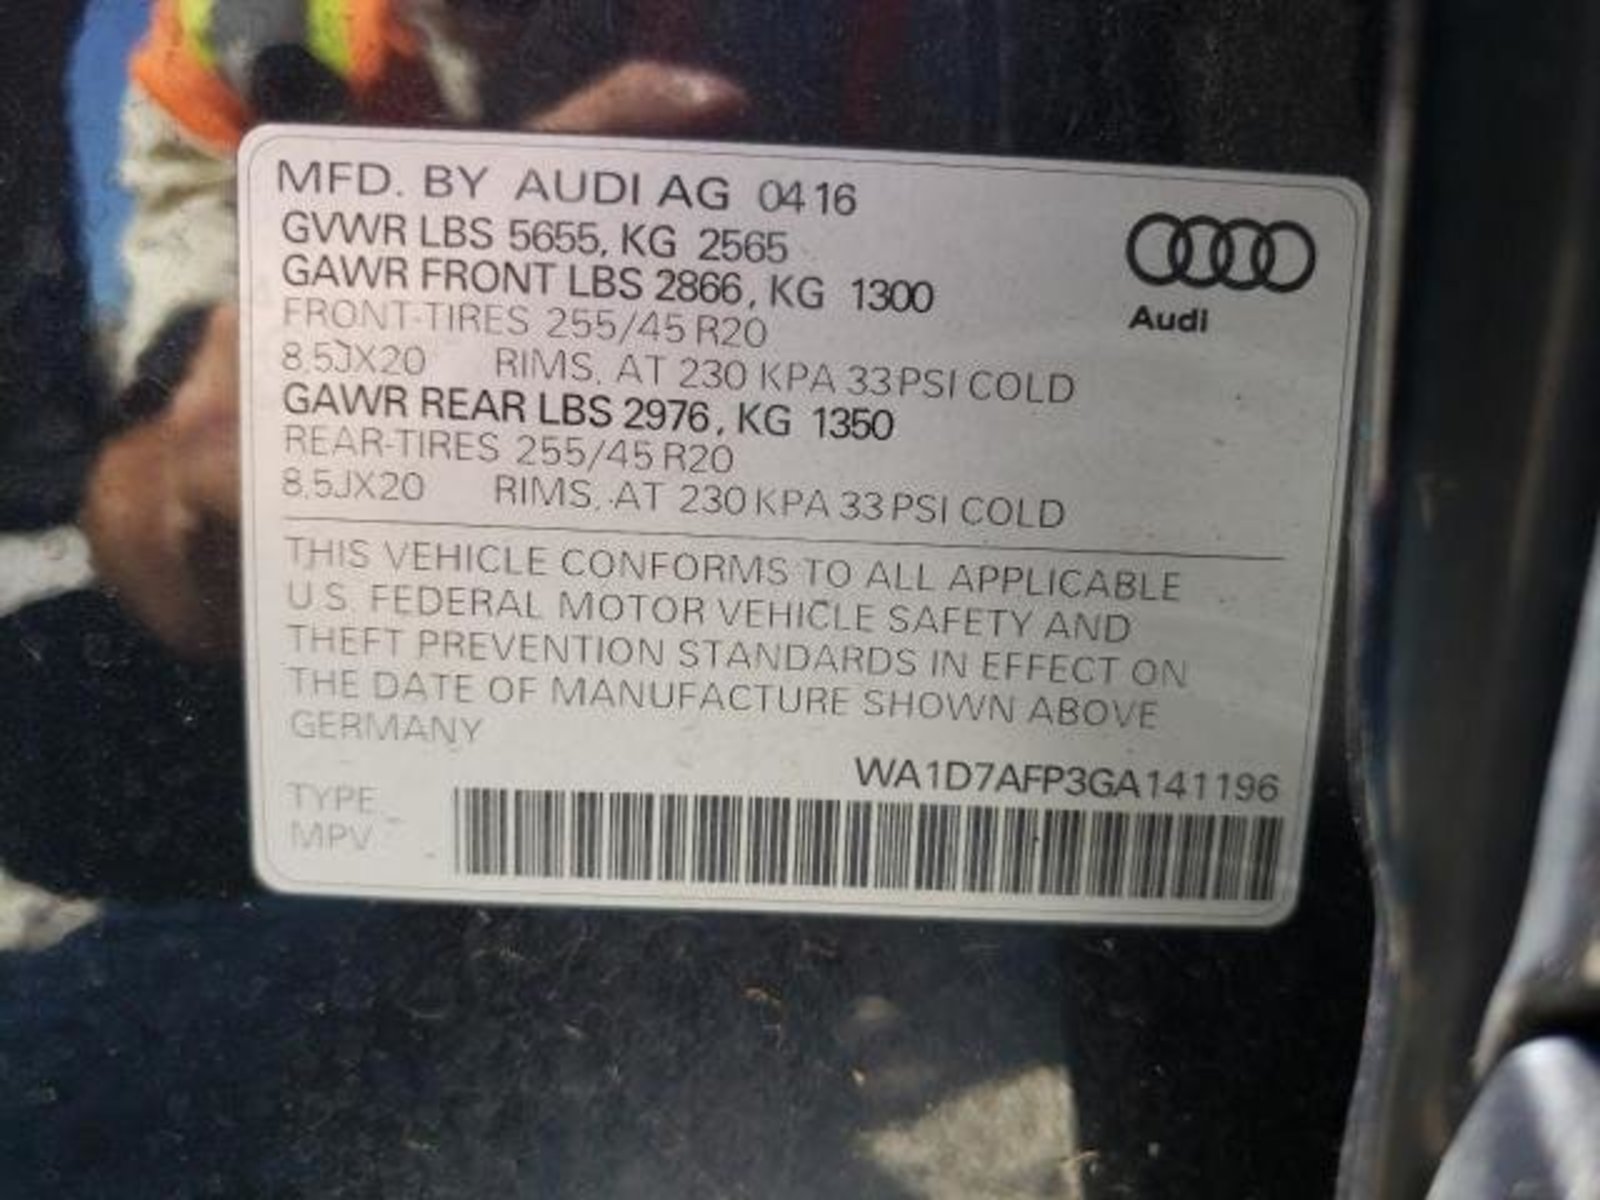 MFD. BY AUDI AG 04 16
GVWR LBS 5655, KG 2565
GAWR FRONT LBS 2866, KG 1300
FRONT-TIRES 255/45 R20
8.5JX20 RIMS, AT 230 KPA 33 PSI COLD
GAWR REAR LBS 2976, KG 1350
REAR-TIRES 255/45 R20
8.5JX20 RIMS, AT 230 KPA 33 PSI COLD
Audi
THIS VEHICLE CONFORMS TO ALL APPLICABLE
U.S. FEDERAL MOTOR VEHICLE SAFETY AND
THEFT PREVENTION STANDARDS IN EFFECT ON
THE DATE OF MANUFACTURE SHOWN ABOVE
GERMANY
WA1D7AFP3GA141196
TYPE
MPV